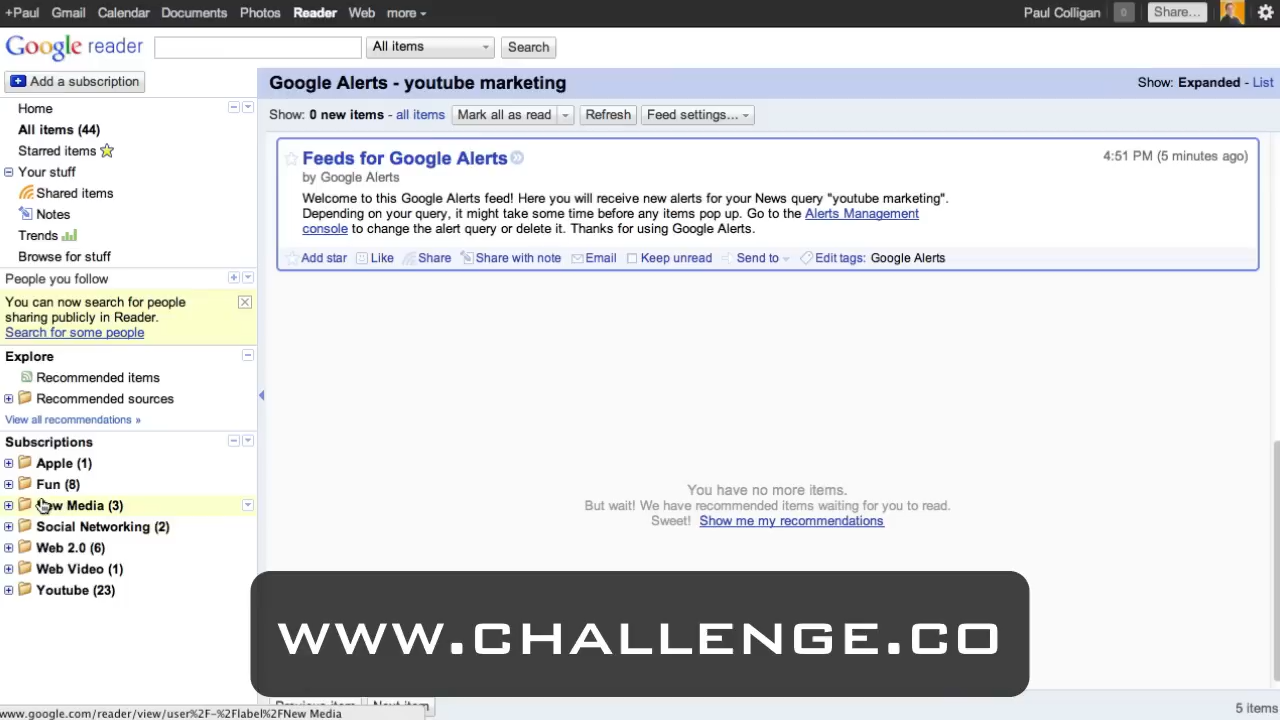 +Paul Gmail Calendar Documents Photos Reader Web more
Paul Colligan 0 Share...
Google reader
All items
Search
Add a subscription
Google Alerts - youtube marketing
Show: Expanded - List
Show: 0 new items - all items Mark all as read Refresh Feed settings...
Home
All items (44)
Starred items
Your stuff
Shared items
Notes
Trends
Browse for stuff
People you follow
You can now search for people
sharing publicly in Reader.
Search for some people
Explore
Recommended items
Recommended sources
View all recommendations »
Subscriptions
Apple (1)
Fun (8)
New Media (3)
Social Networking (2)
Web 2.0 (6)
Web Video (1)
Youtube (23)
Feeds for Google Alerts
4:51 PM (5 minutes ago)
by Google Alerts
Welcome to this Google Alerts feed! Here you will receive new alerts for your News query "youtube marketing".
Depending on your query, it might take some time before any items pop up. Go to the Alerts Management
console to change the alert query or delete it. Thanks for using Google Alerts.
Add star Like Share Share with note Email Keep unread Send to Edit tags: Google Alerts
You have no more items.
But wait! We have recommended items waiting for you to read.
Sweet! Show me my recommendations
WWW.CHALLENGE.CO
Previous item Next item
5 items
www.google.com/reader/view/user%2F-%2Flabel%2FNew Media